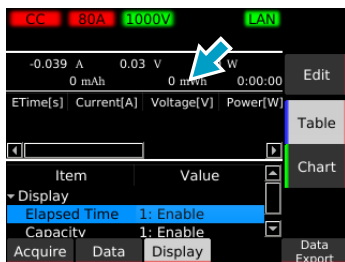 CC 80A 1000V LAN
-0.039 A 0.03 V W
0 mAh 0 mWh 0:00:00
Edit
ETime[s] Current[A] Voltage[V] Power[W]
Table
Chart
Item Value
Display
Elapsed Time 1: Enable
Capacity 1: Enable
Acquire Data Display Data
Export